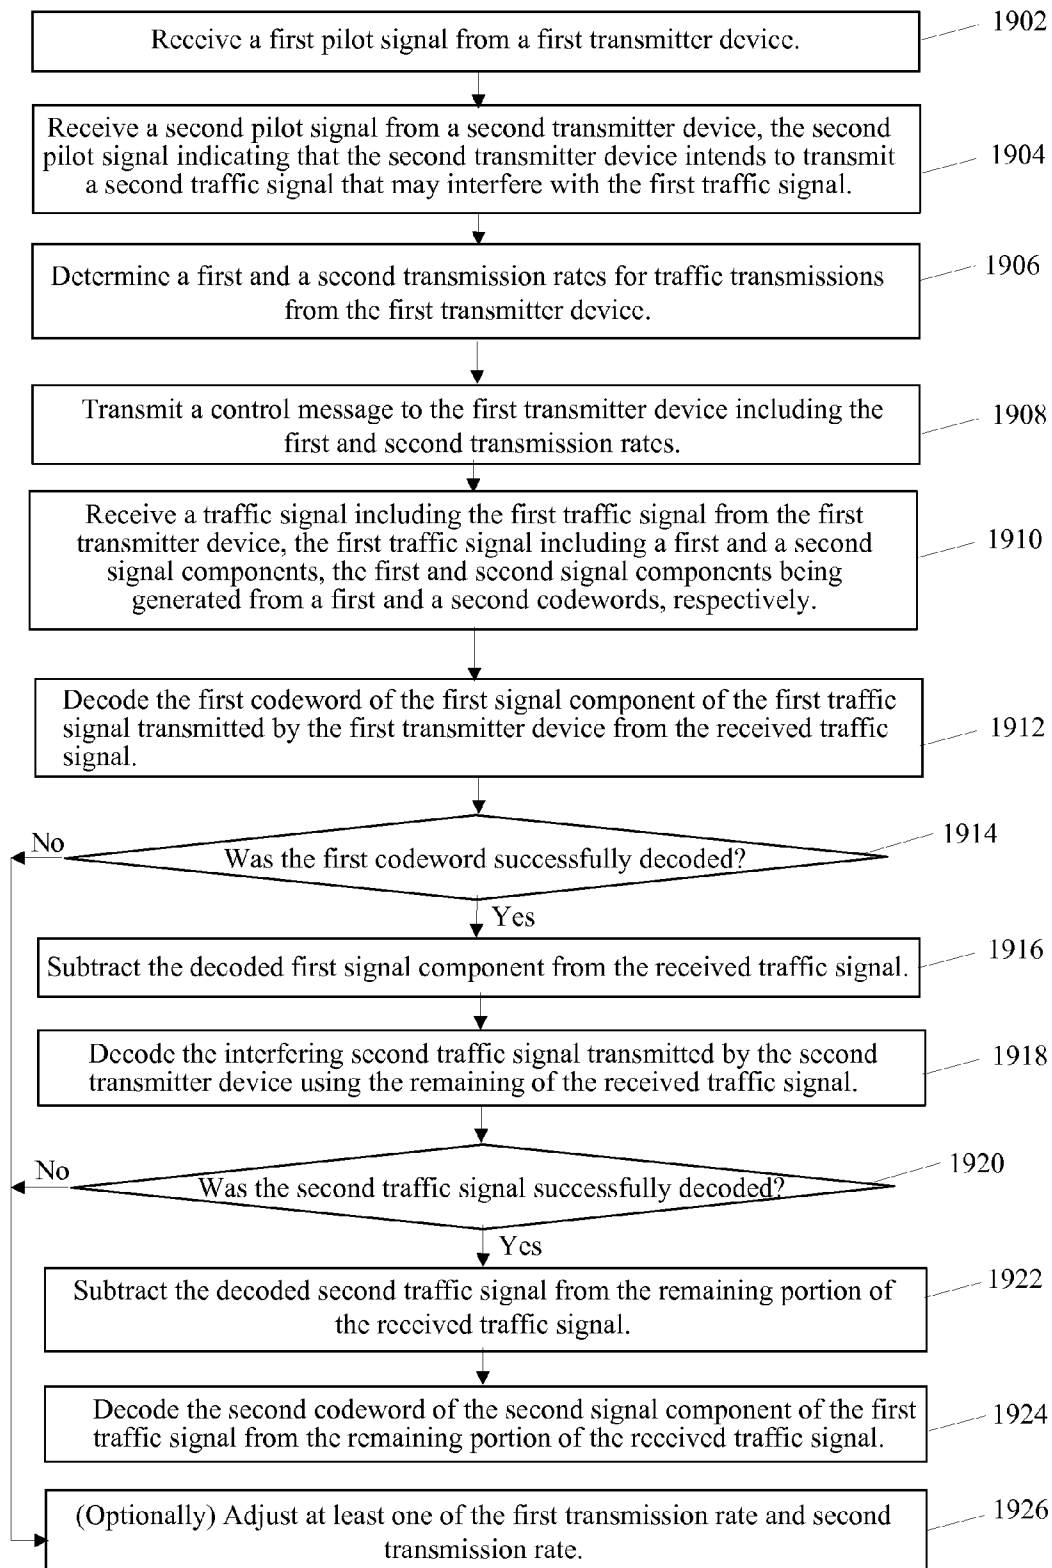 Receive a first pilot signal from a first transmitter device.
1902
Receive a second pilot signal from a second transmitter device, the second
pilot signal indicating that the second transmitter device intends to transmit
a second traffic signal that may interfere with the first traffic signal.
1904
Determine a first and a second transmission rates for traffic transmissions
from the first transmitter device.
1906
Transmit a control message to the first transmitter device including the
first and second transmission rates.
1908
Receive a traffic signal including the first traffic signal from the first
transmitter device, the first traffic signal including a first and a second
signal components, the first and second signal components being
generated from a first and a second codewords, respectively.
1910
Decode the first codeword of the first signal component of the first traffic
signal transmitted by the first transmitter device from the received traffic
signal.
1912
No
Was the first codeword successfully decoded?
1914
Yes
Subtract the decoded first signal component from the received traffic signal.
1916
Decode the interfering second traffic signal transmitted by the second
transmitter device using the remaining of the received traffic signal.
1918
No
Was the second traffic signal successfully decoded?
1920
Yes
Subtract the decoded second traffic signal from the remaining portion of
the received traffic signal.
1922
Decode the second codeword of the second signal component of the first
traffic signal from the remaining portion of the received traffic signal.
1924
(Optionally) Adjust at least one of the first transmission rate and second
transmission rate.
1926